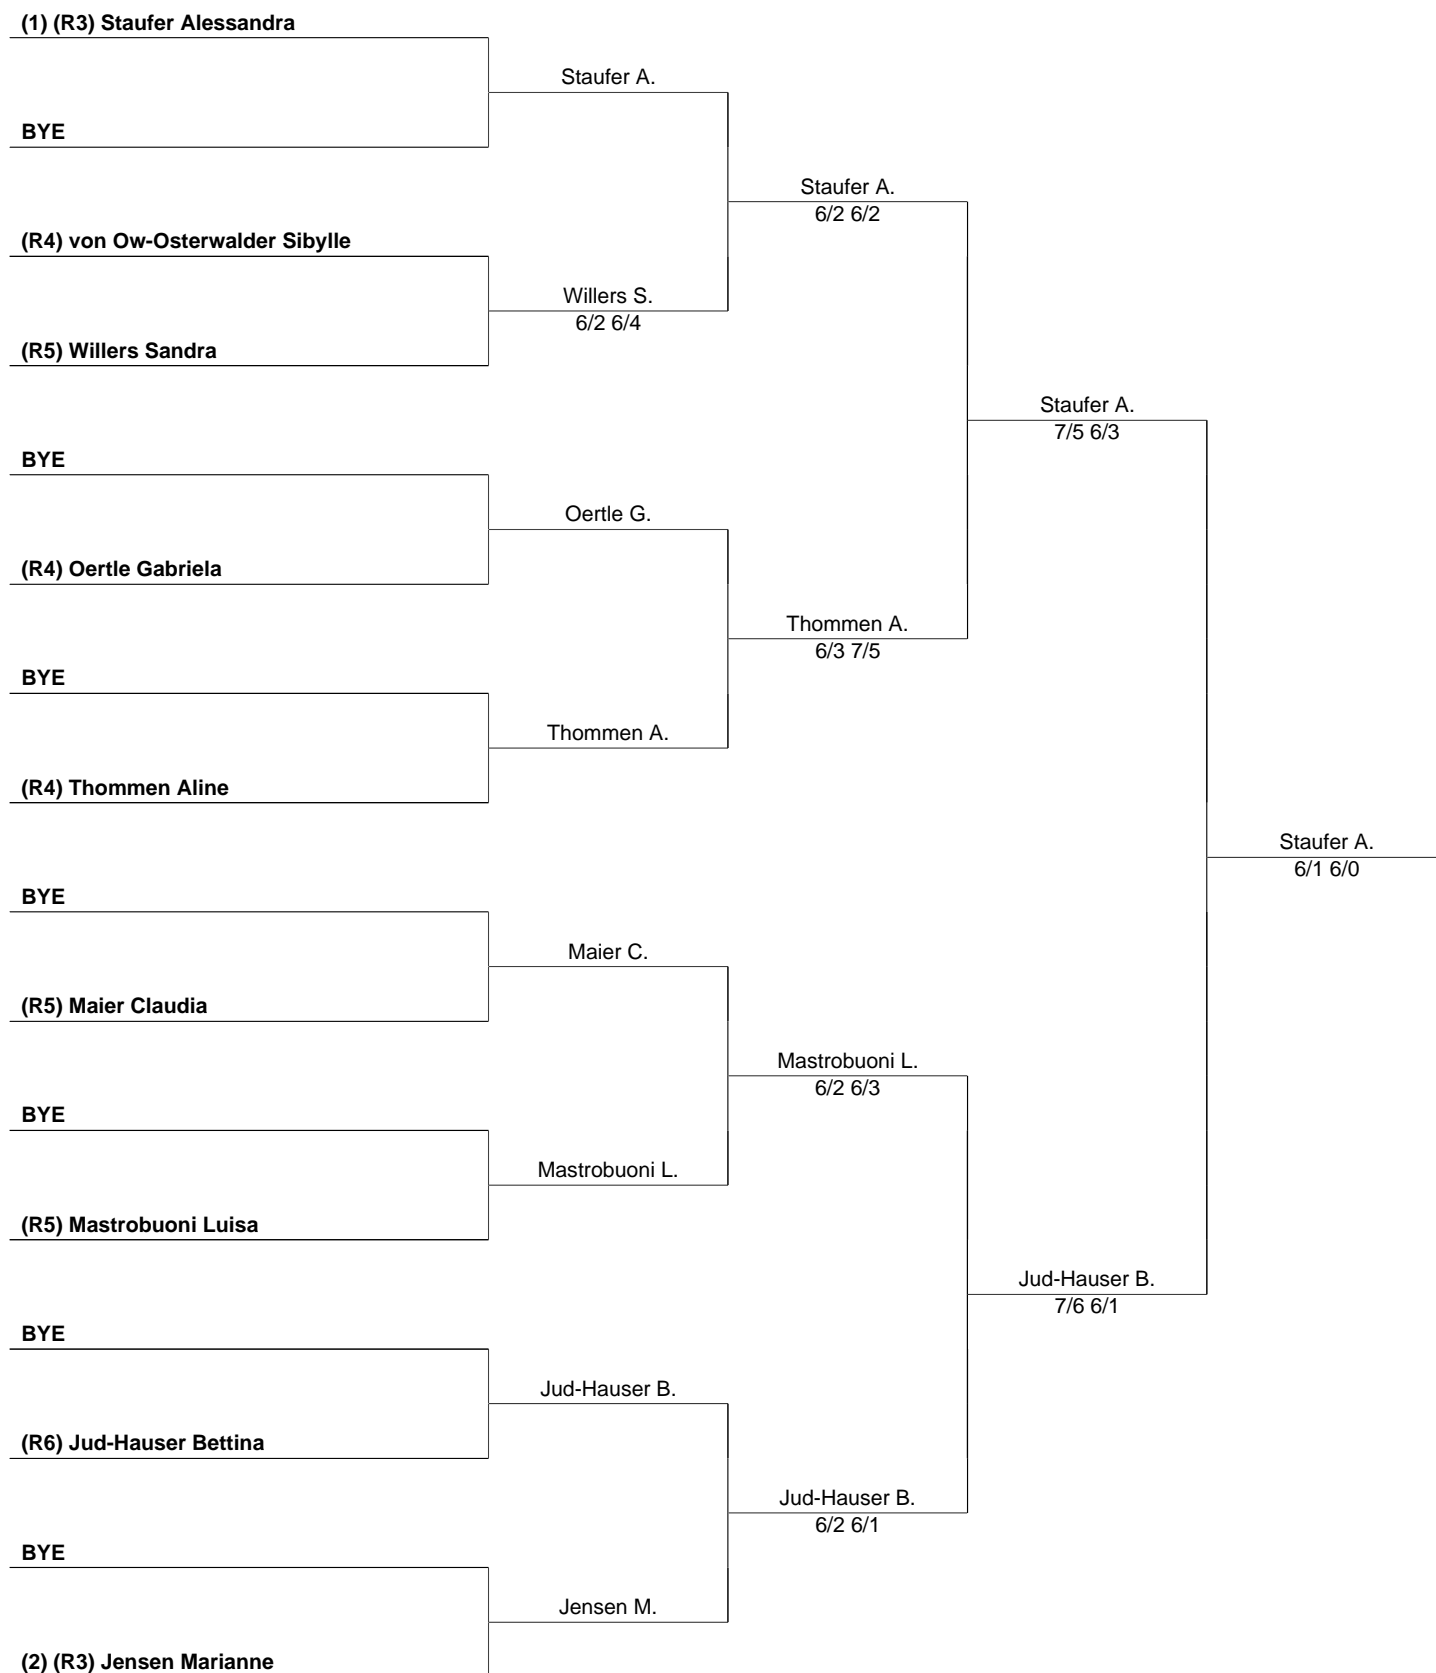 (1) (R3) Staufer Alessandra
Staufer A.
BYE
Staufer A.
6/2 6/2
(R4) von Ow-Osterwalder Sibylle
Willers S.
6/2 6/4
(R5) Willers Sandra
Staufer A.
7/5 6/3
BYE
Oertle G.
(R4) Oertle Gabriela
Thommen A.
6/3 7/5
BYE
Thommen A.
(R4) Thommen Aline
Staufer A.
6/1 6/0
BYE
Maier C.
(R5) Maier Claudia
Mastrobuoni L.
6/2 6/3
BYE
Mastrobuoni L.
(R5) Mastrobuoni Luisa
Jud-Hauser B.
7/6 6/1
BYE
Jud-Hauser B.
(R6) Jud-Hauser Bettina
Jud-Hauser B.
6/2 6/1
BYE
Jensen M.
(2) (R3) Jensen Marianne